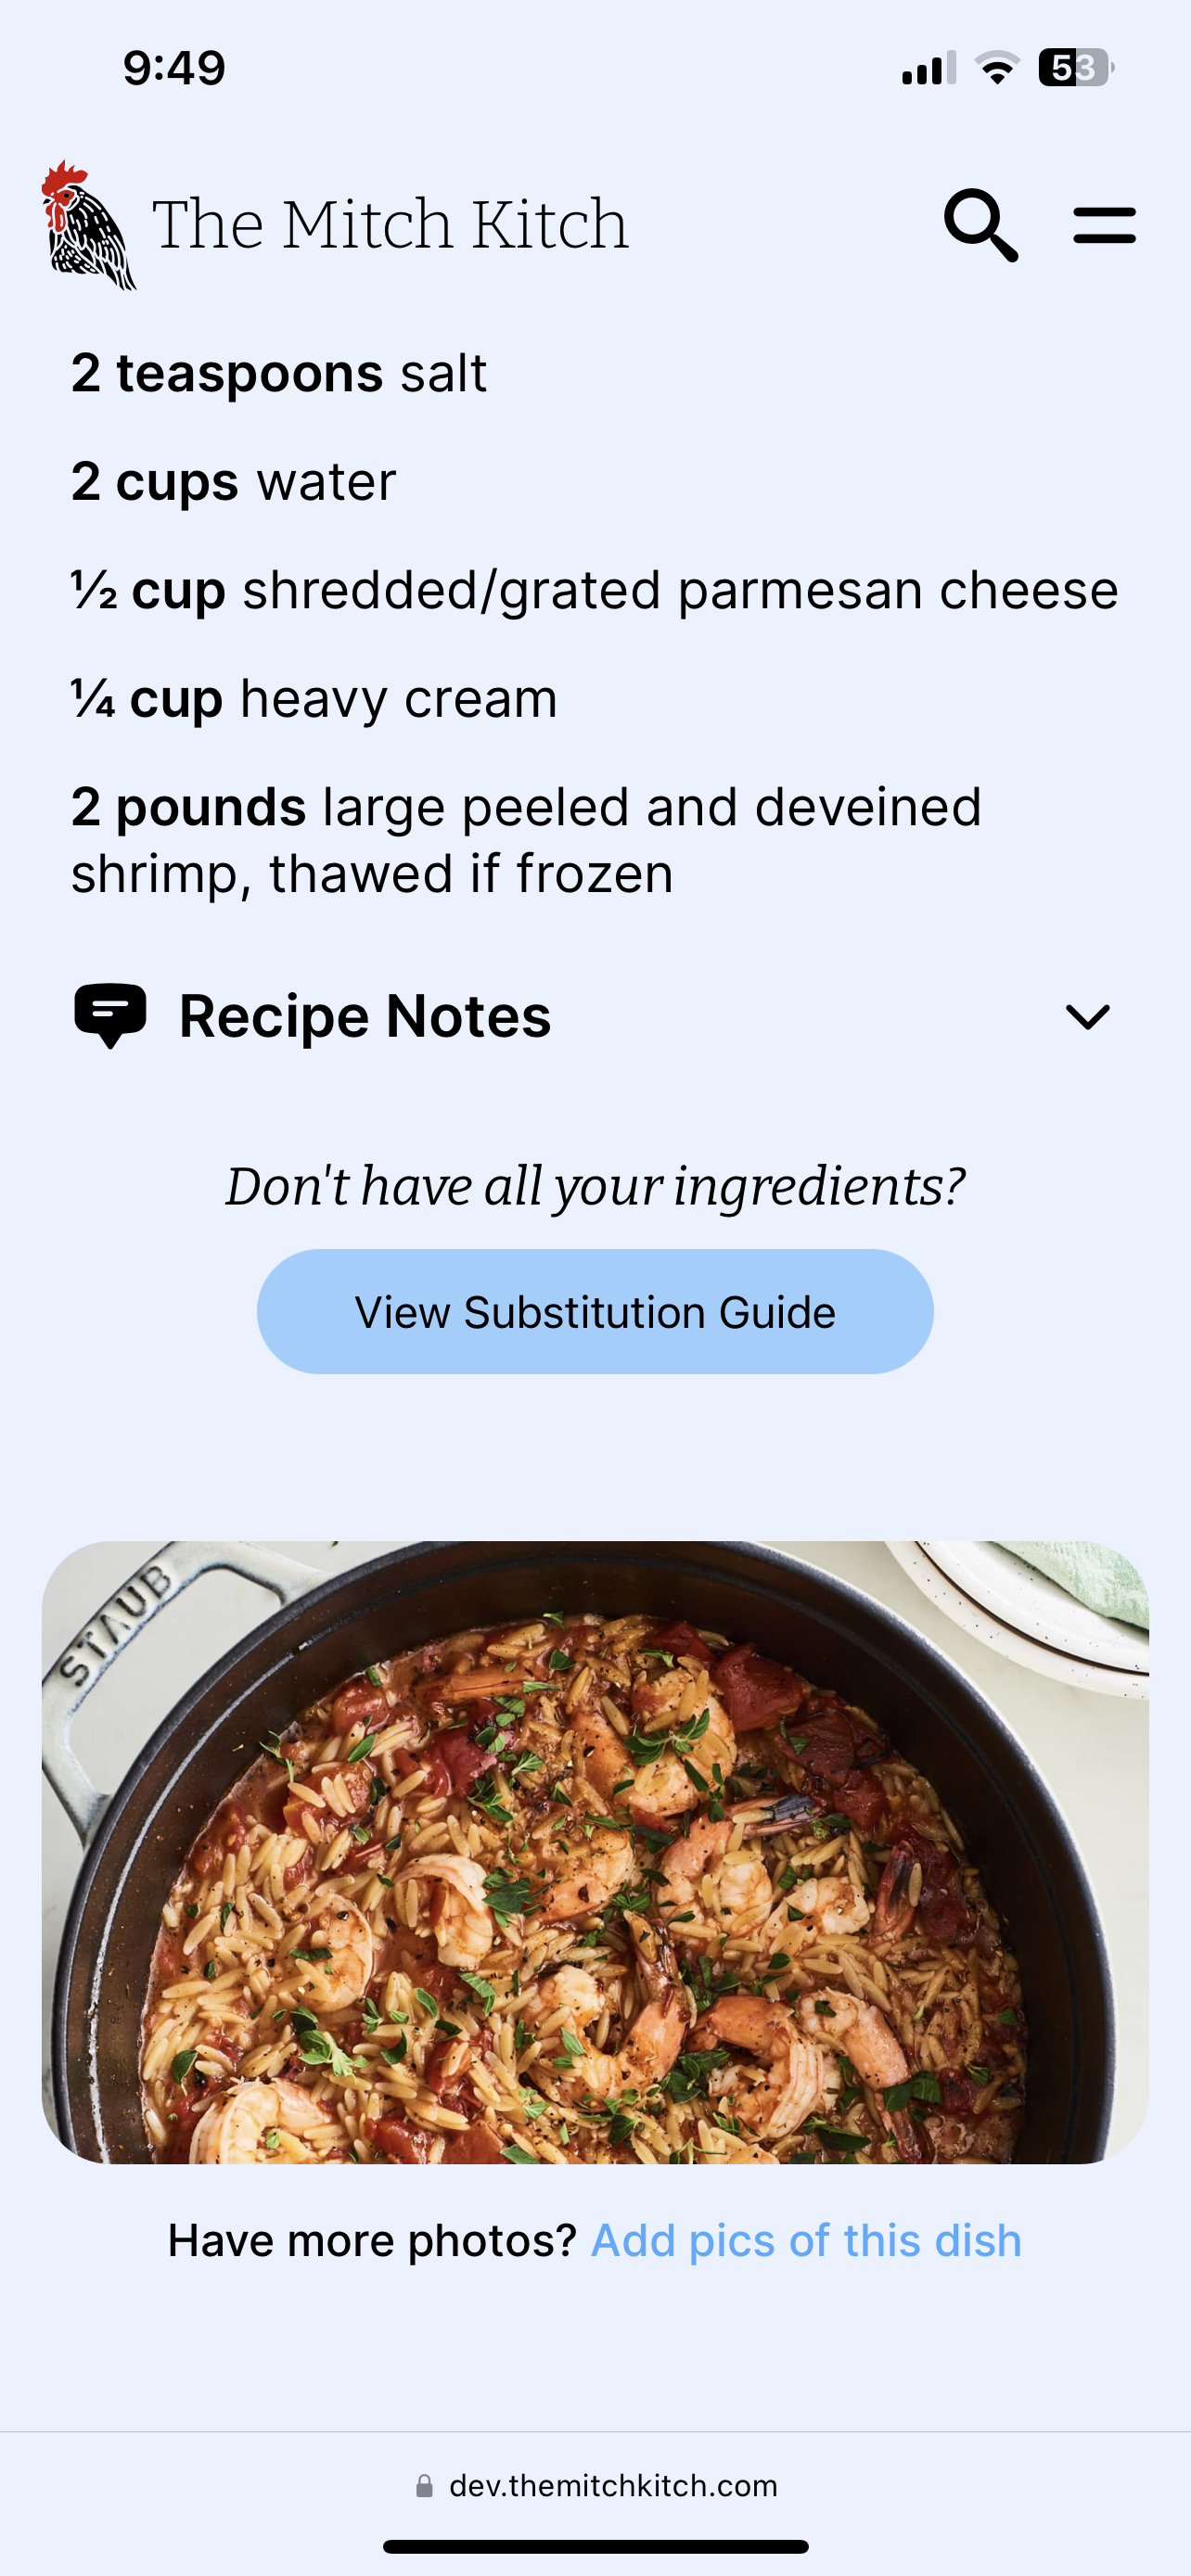 9:49
53
The Mitch Kitch
2 teaspoons salt
2 cups water
½ cup shredded/grated parmesan cheese
¼ cup heavy cream
2 pounds large peeled and deveined
shrimp, thawed if frozen
Recipe Notes
Don't have all your ingredients?
View Substitution Guide
STAUB
Have more photos? Add pics of this dish
dev.themitchkitch.com